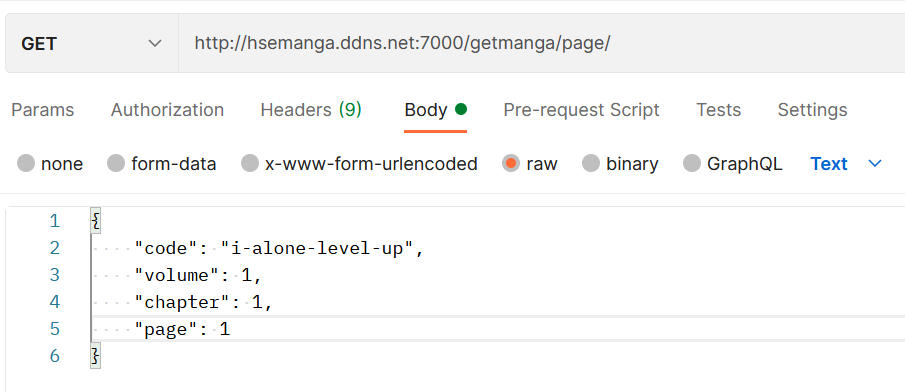 GET http://hsemanga.ddns.net:7000/getmanga/page/
Params Authorization Headers (9) Body Pre-request Script Tests Settings
none form-data x-www-form-urlencoded raw binary GraphQL Text
1 {
2 "code": "i-alone-level-up",
3 "volume": 1,
4 "chapter": 1,
5 "page": 1
6 }